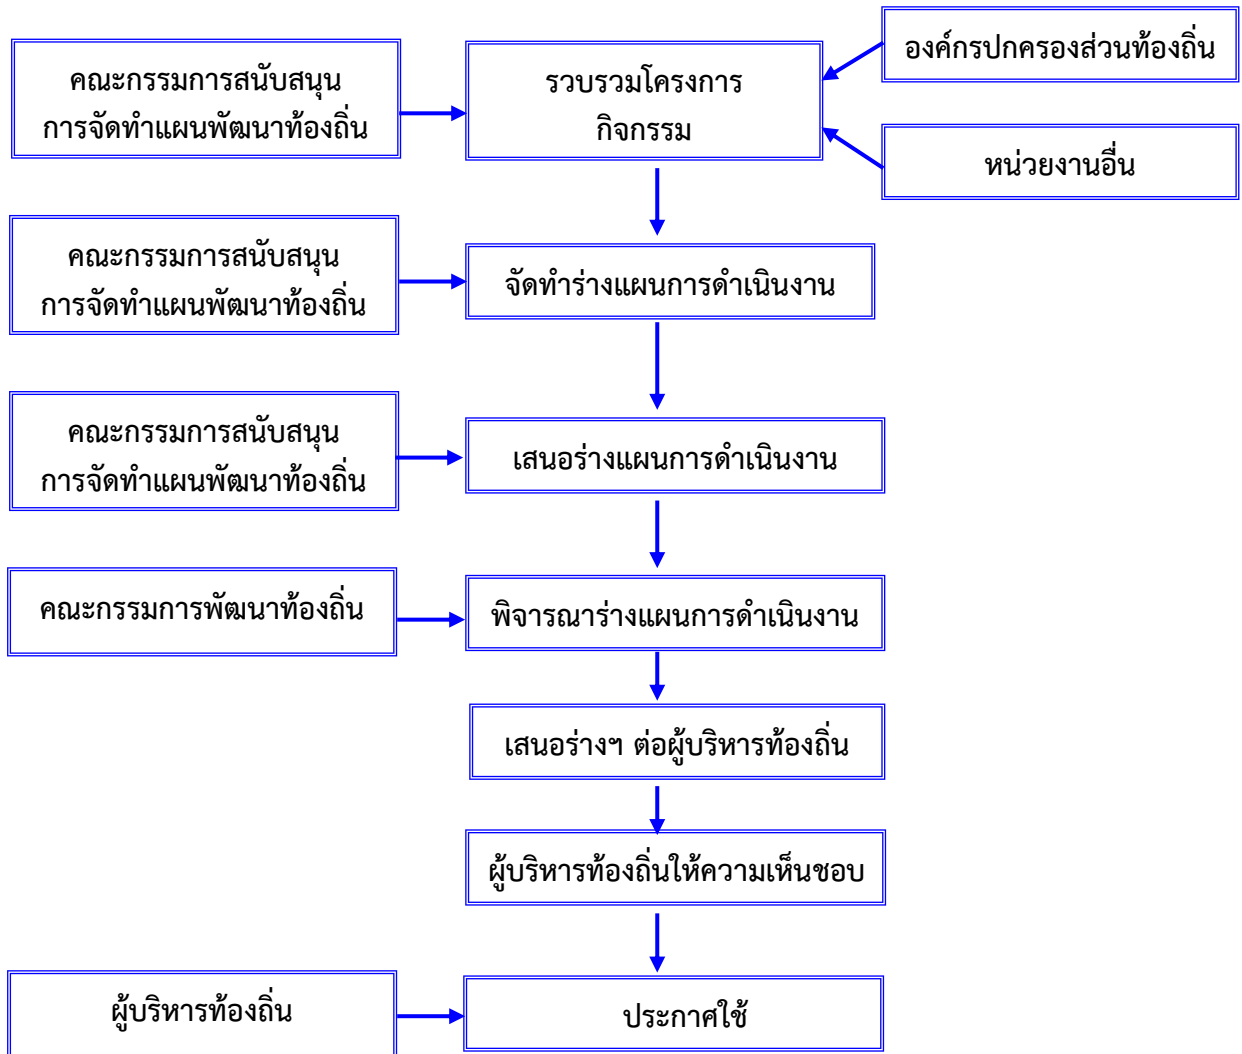 คณะกรรมการสนับสนุน
การจัดทำแผนพัฒนาท้องถิ่น
รวบรวมโครงการ
กิจกรรม
องค์กรปกครองส่วนท้องถิ่น
หน่วยงานอื่น
คณะกรรมการสนับสนุน
การจัดทำแผนพัฒนาท้องถิ่น
จัดทำร่างแผนการดำเนินงาน
คณะกรรมการสนับสนุน
การจัดทำแผนพัฒนาท้องถิ่น
เสนอร่างแผนการดำเนินงาน
คณะกรรมการพัฒนาท้องถิ่น
พิจารณาร่างแผนการดำเนินงาน
เสนอร่างฯ ต่อผู้บริหารท้องถิ่น
ผู้บริหารท้องถิ่นให้ความเห็นชอบ
ผู้บริหารท้องถิ่น
ประกาศใช้